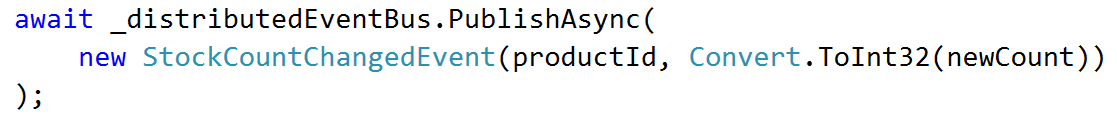 await _distributedEventBus.PublishAsync(
    new StockCountChangedEvent(productId, Convert.ToInt32(newCount))
);